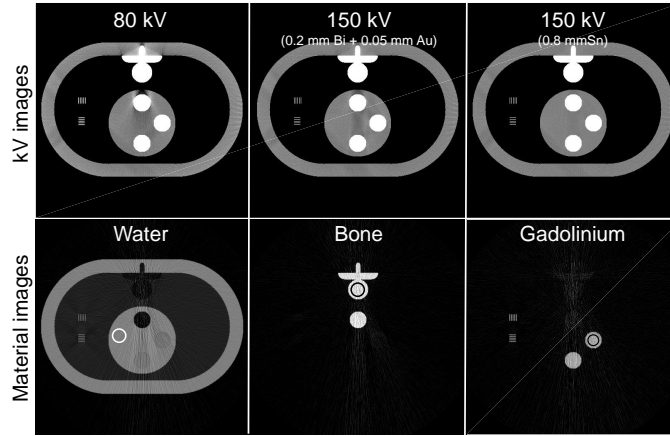 80 kV
150 kV
(0.2 mm Bi + 0.05 mm Au)
150 kV
(0.8 mmSn)
kV images
Water
Bone
Gadolinium
Material images